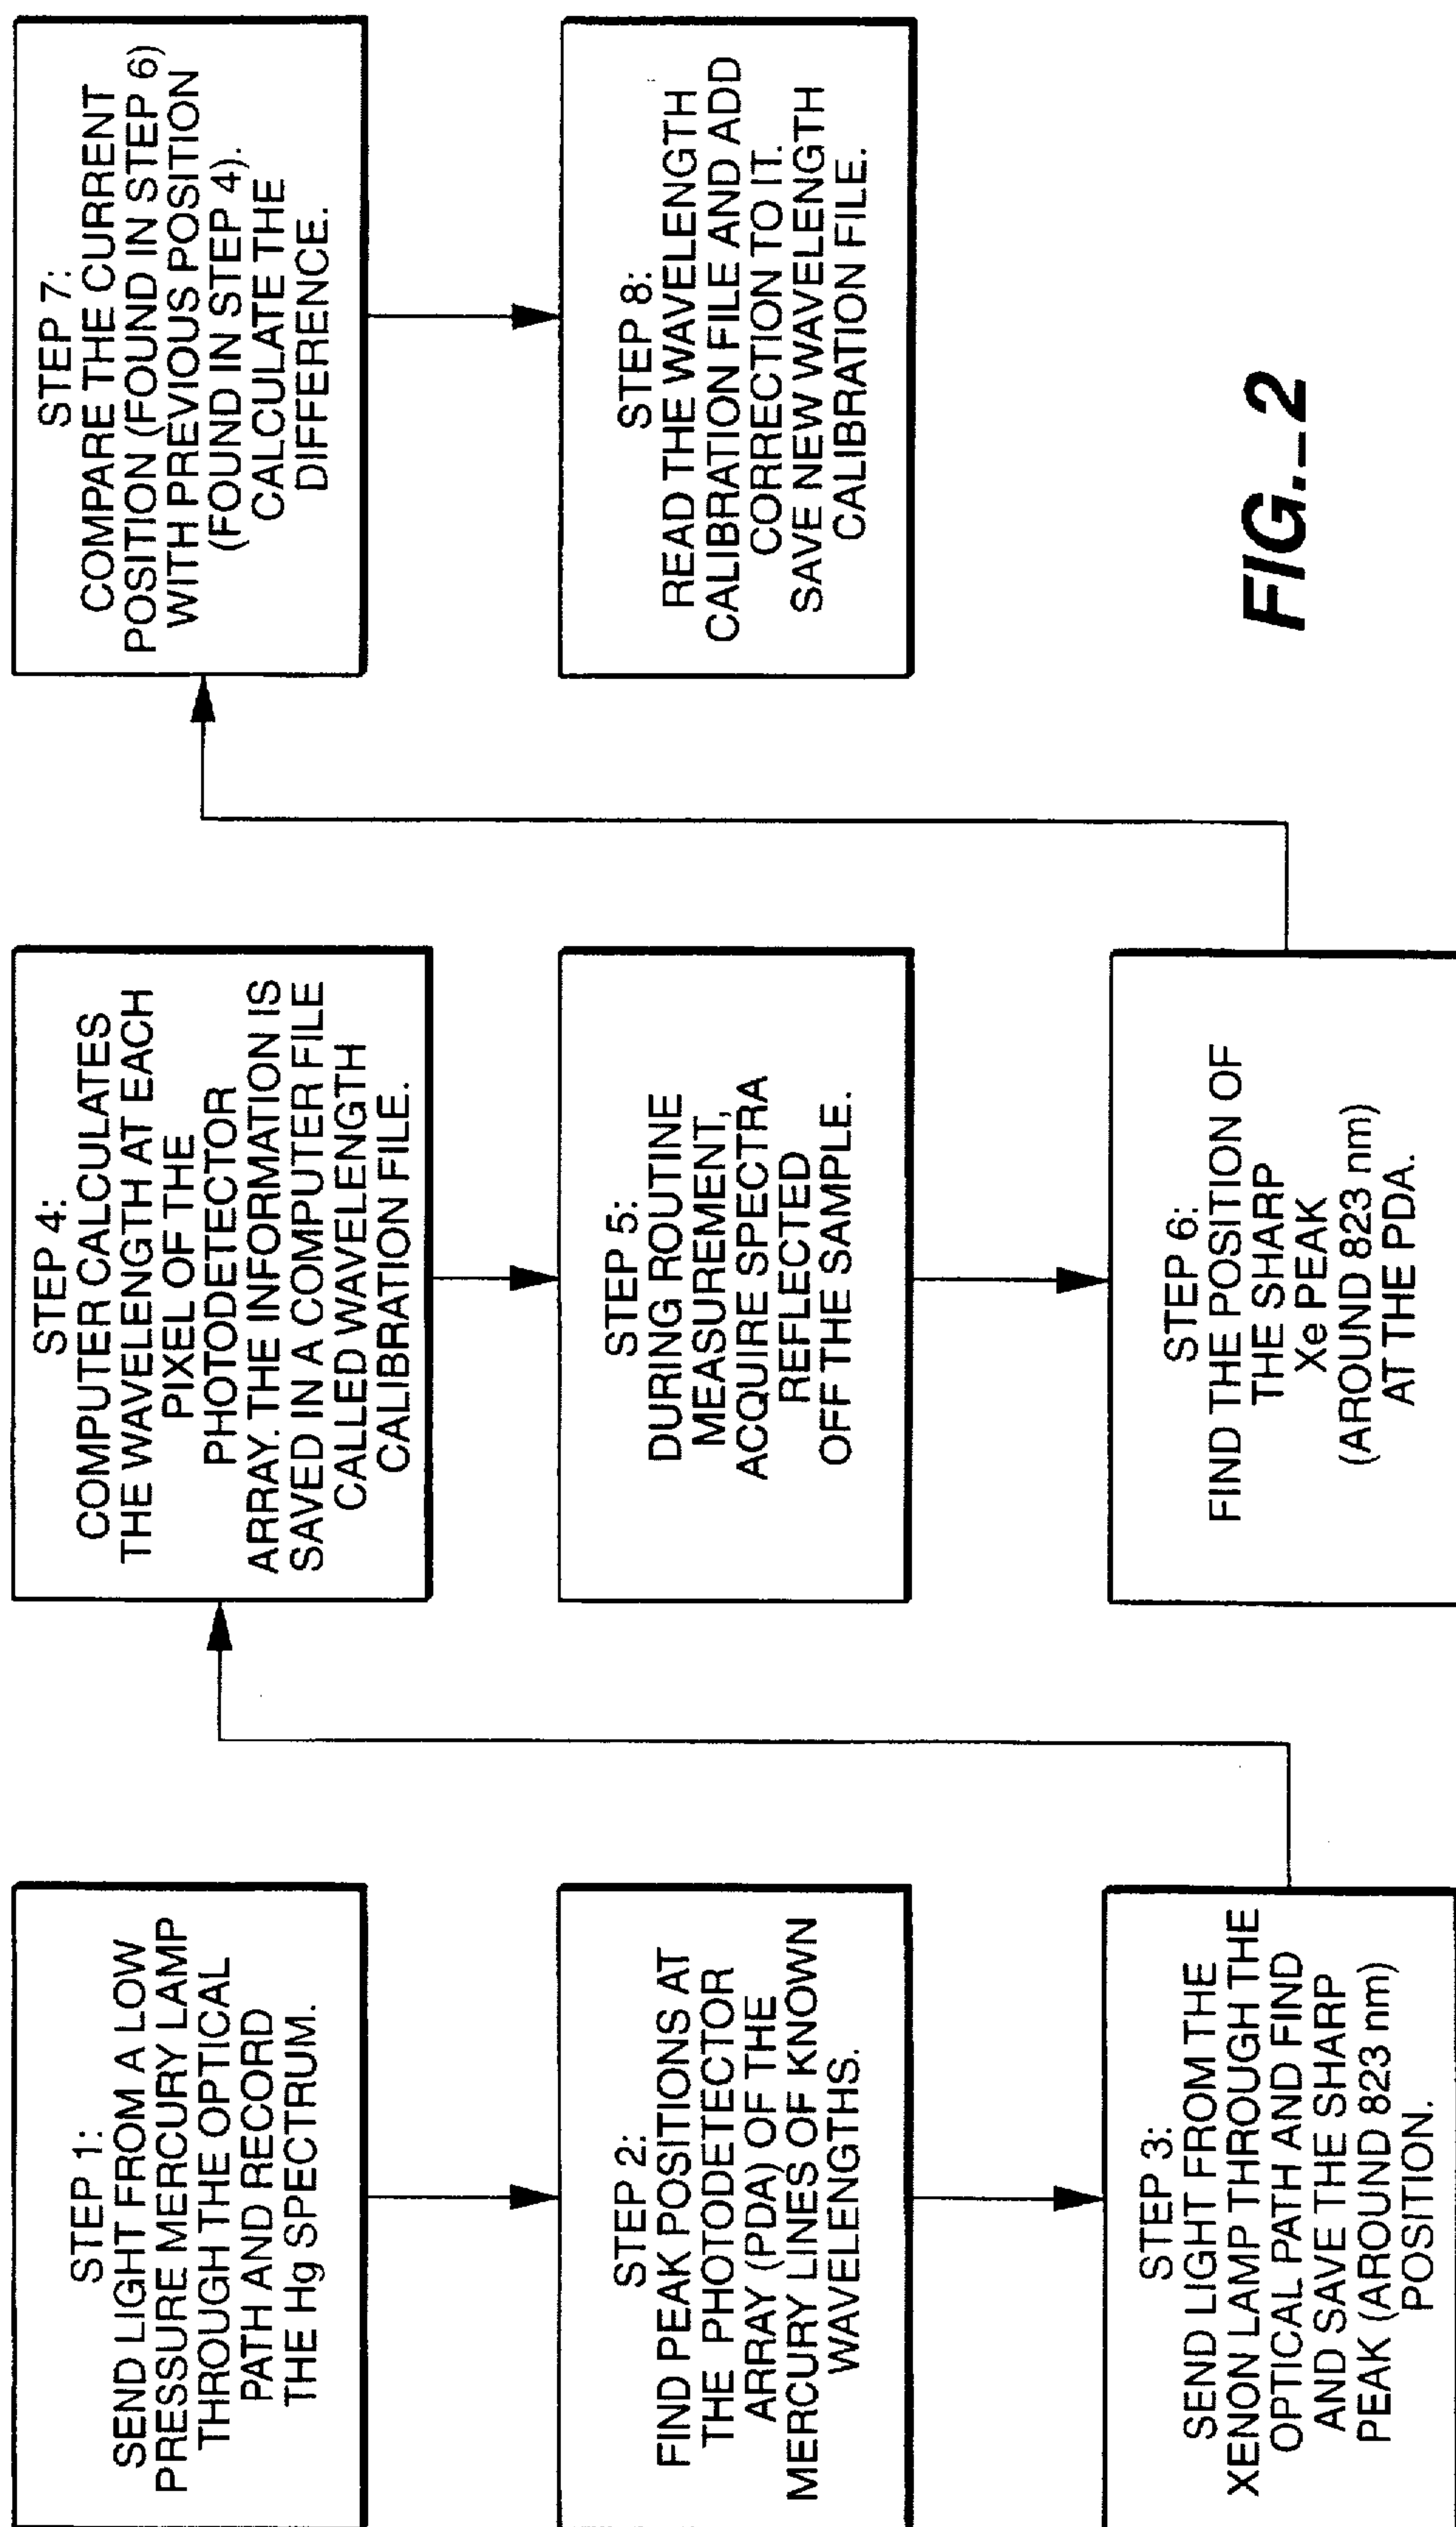 STEP 1:
SEND LIGHT FROM A LOW
PRESSURE MERCURY LAMP
THROUGH THE OPTICAL
PATH AND RECORD
THE Hg SPECTRUM.
STEP 2:
FIND PEAK POSITIONS AT
THE PHOTODETECTOR
ARRAY (PDA) OF THE
MERCURY LINES OF KNOWN
WAVELENGTHS.
STEP 3:
SEND LIGHT FROM THE
XENON LAMP THROUGH THE
OPTICAL PATH AND FIND
AND SAVE THE SHARP
PEAK (AROUND 823 nm)
POSITION.
STEP 4:
COMPUTER CALCULATES
THE WAVELENGTH AT EACH
PIXEL OF THE
PHOTODETECTOR
ARRAY. THE INFORMATION IS
SAVED IN A COMPUTER FILE
CALLED WAVELENGTH
CALIBRATION FILE.
STEP 5:
DURING ROUTINE
MEASUREMENT,
ACQUIRE SPECTRA
REFLECTED
OFF THE SAMPLE.
STEP 6:
FIND THE POSITION OF
THE SHARP
Xe PEAK
(AROUND 823 nm)
AT THE PDA.
STEP 7:
COMPARE THE CURRENT
POSITION (FOUND IN STEP 6)
WITH PREVIOUS POSITION
(FOUND IN STEP 4).
CALCULATE THE
DIFFERENCE.
STEP 8:
READ THE WAVELENGTH
CALIBRATION FILE AND ADD
CORRECTION TO IT.
SAVE NEW WAVELENGTH
CALIBRATION FILE.
FIG._2